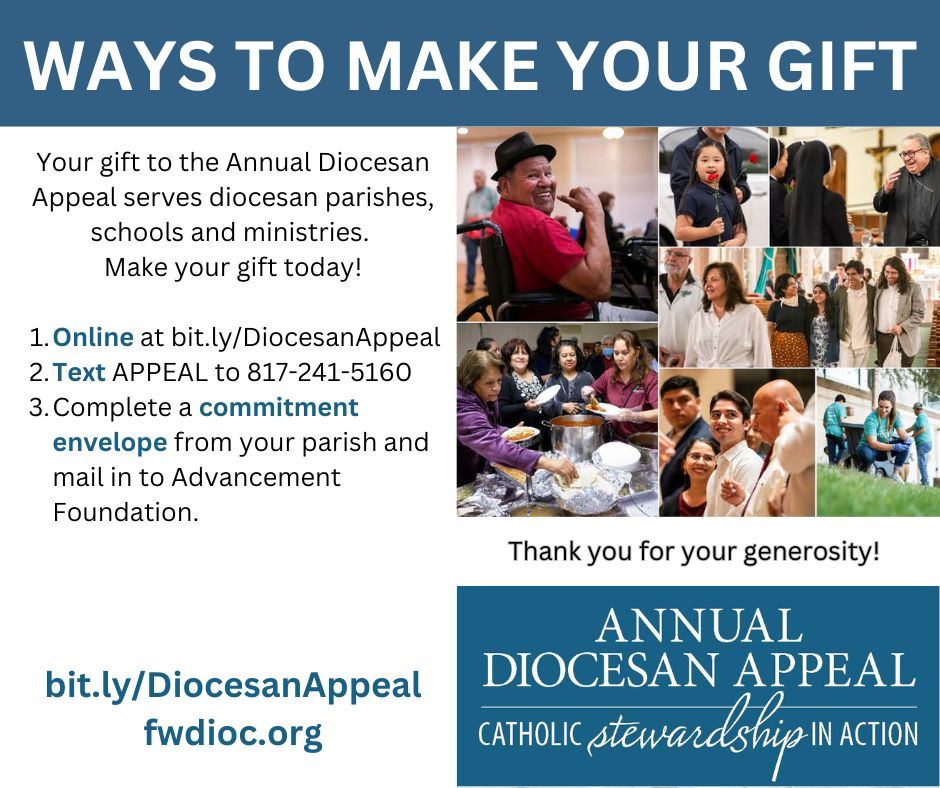 WAYS TO MAKE YOUR GIFT
Your gift to the Annual Diocesan
Appeal serves diocesan parishes,
schools and ministries.
Make your gift today!
1. Online at bit.ly/DiocesanAppeal
2. Text APPEAL to 817-241-5160
3. Complete a commitment
envelope from your parish and
mail in to Advancement
Foundation.
bit.ly/DiocesanAppeal
fwdioc.org
Thank you for your generosity!
ANNUAL
DIOCESAN APPEAL
CATHOLIC stewardship IN ACTION